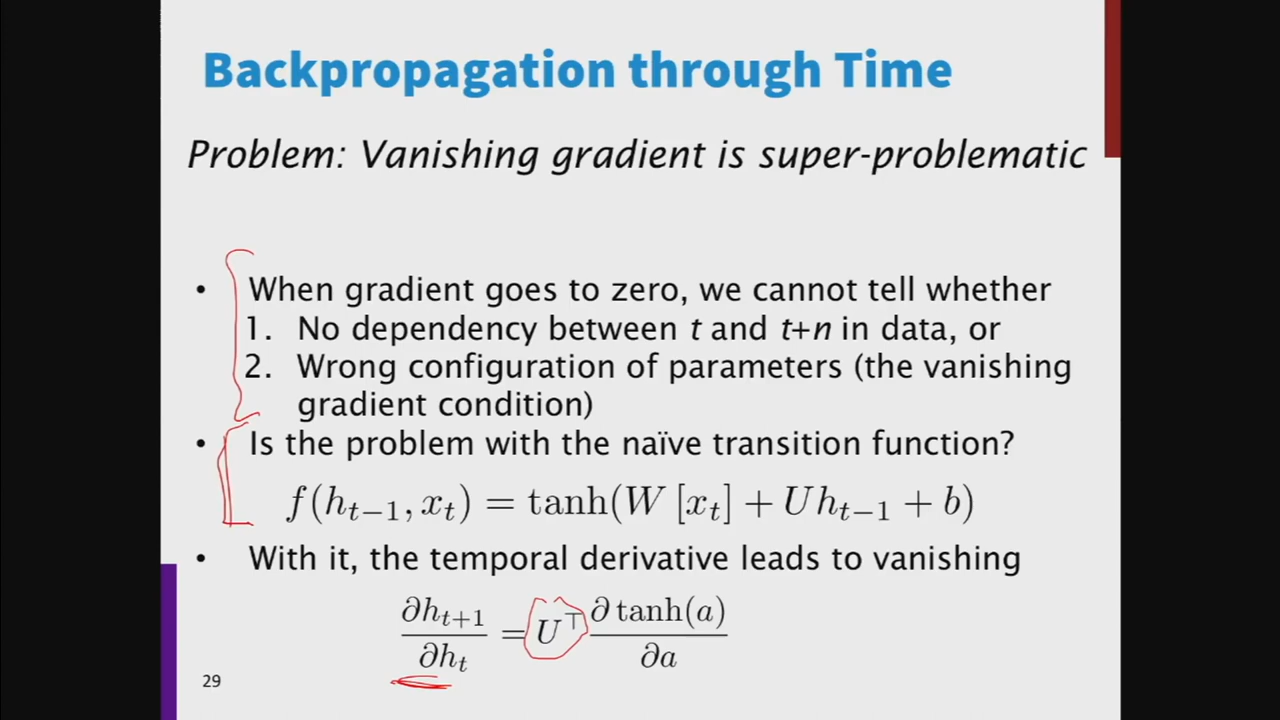 Backpropagation through Time
Problem: Vanishing gradient is super-problematic
• When gradient goes to zero, we cannot tell whether
1. No dependency between t and t+n in data, or
2. Wrong configuration of parameters (the vanishing
gradient condition)
• Is the problem with the naïve transition function?
f(h_{t−1}, x_t) = tanh(W [x_t] + Uh_{t−1} + b)
• With it, the temporal derivative leads to vanishing
∂h_{t+1}/∂h_t = U^⊤ ∂ tanh(a)/∂a
29